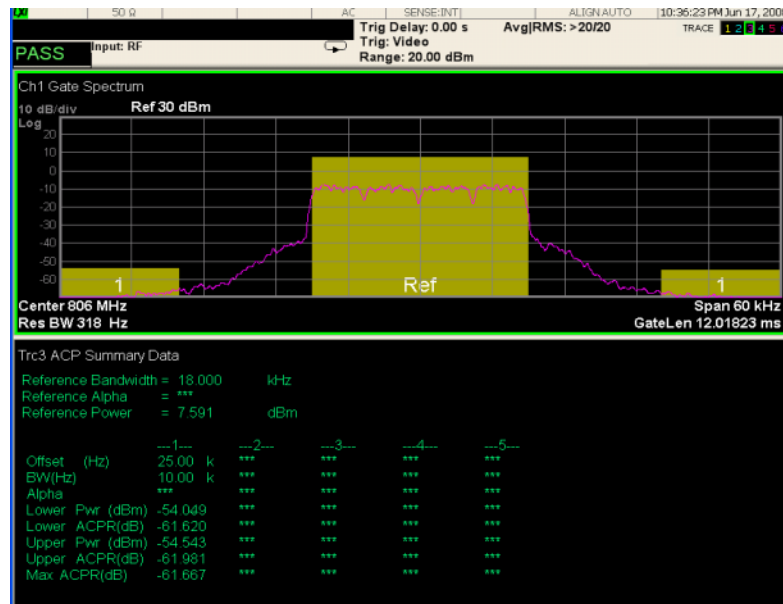 50 Ω AC SENSE:INT ALIGN AUTO 10:36:23 PM Jun 17, 200
Trig Delay: 0.00 s Avg|RMS: >20/20 TRACE 1 2 3 4 5
PASS Input: RF Trig: Video
Range: 20.00 dBm
Ch1 Gate Spectrum
10 dB/div Ref 30 dBm
Log
20
10
0
-10
-20
-30
-40
-50
-60
1 Ref 1
Center 806 MHz Span 60 kHz
Res BW 318 Hz GateLen 12.01823 ms
Trc3 ACP Summary Data
Reference Bandwidth = 18.000 kHz
Reference Alpha = ***
Reference Power = 7.591 dBm
---1--- ---2--- ---3--- ---4--- ---5---
Offset (Hz) 25.00 k *** *** *** ***
BW(Hz) 10.00 k *** *** *** ***
Alpha *** *** *** *** ***
Lower Pwr (dBm) -54.049 *** *** *** ***
Lower ACPR(dB) -61.620 *** *** *** ***
Upper Pwr (dBm) -54.543 *** *** *** ***
Upper ACPR(dB) -61.981 *** *** *** ***
Max ACPR(dB) -61.667 *** *** *** ***